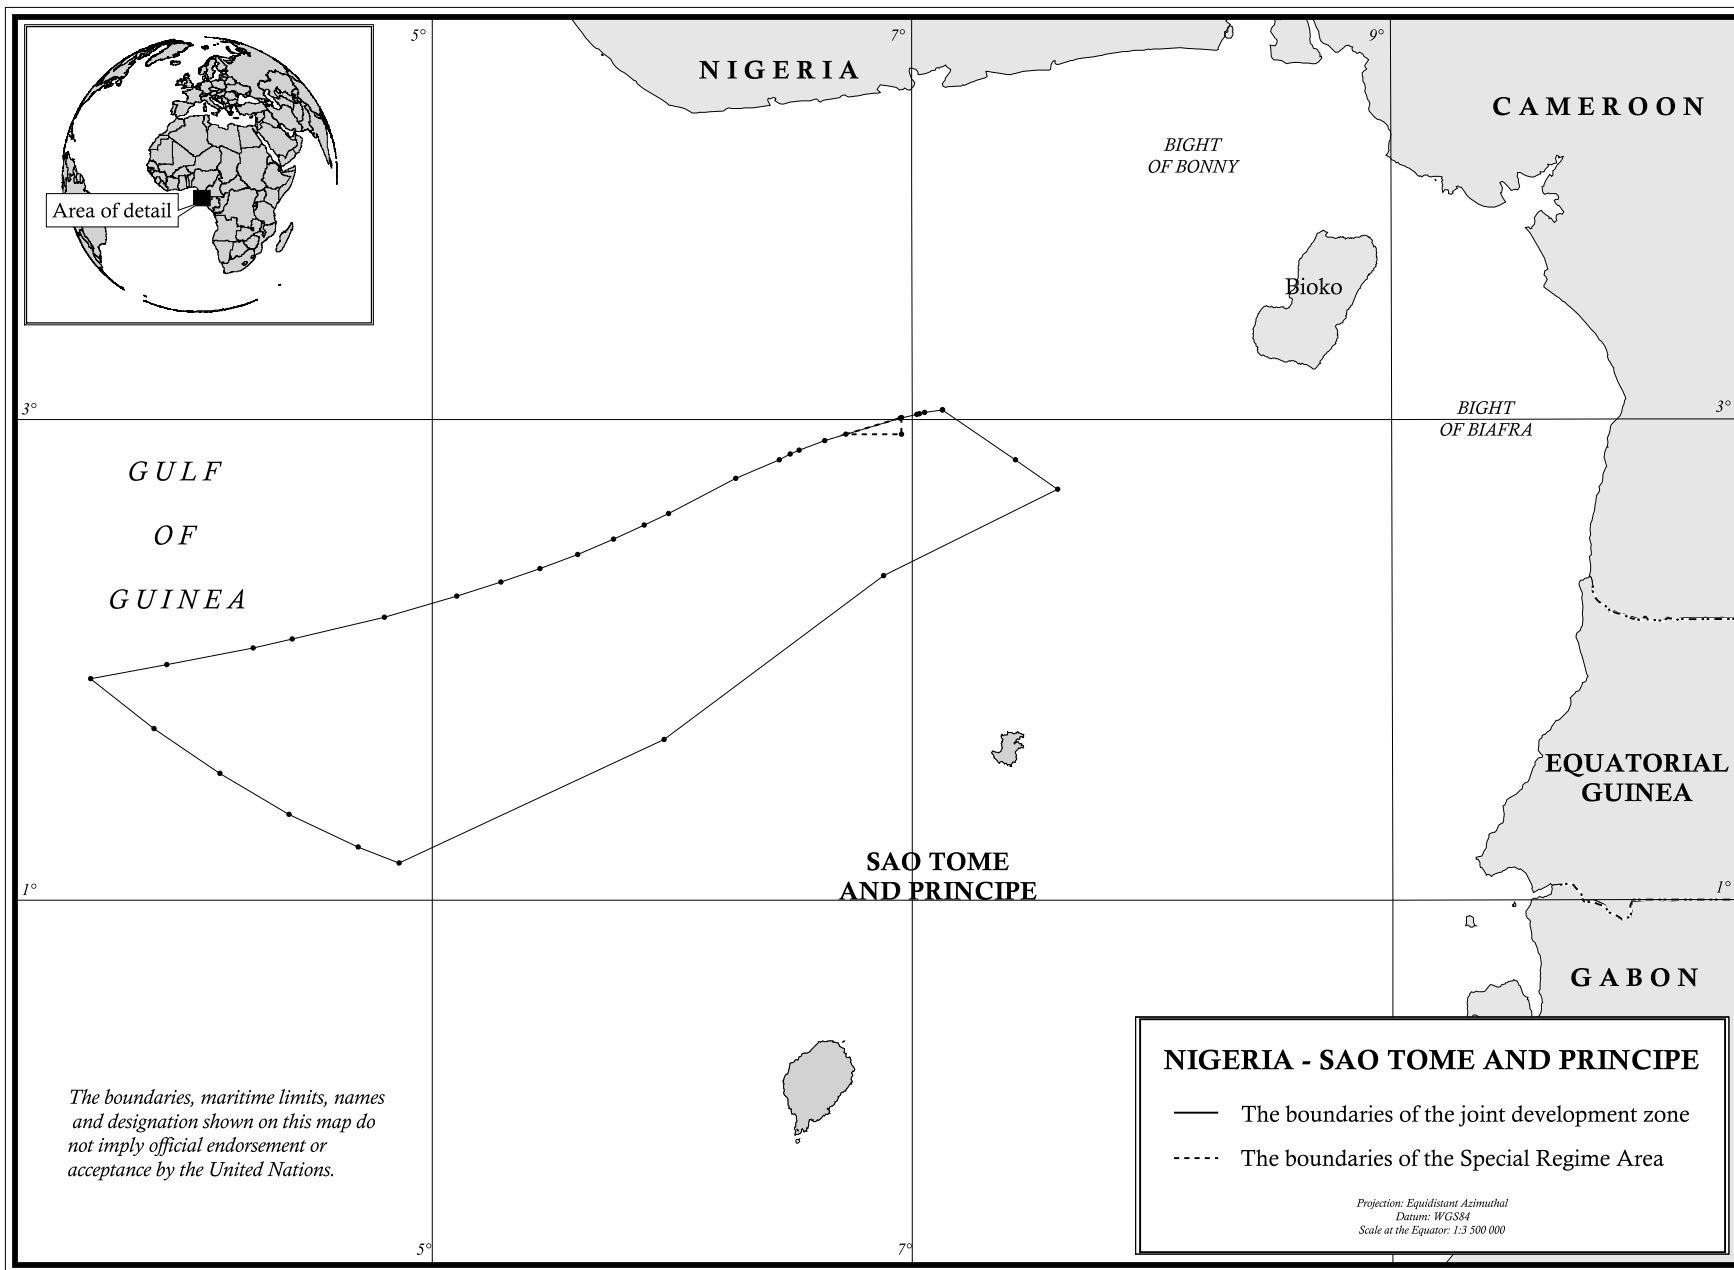 5°
7°
9°
NIGERIA
CAMEROON
BIGHT
OF BONNY
Area of detail
Bioko
3°
3°
BIGHT
OF BIAFRA
GULF
OF
GUINEA
EQUATORIAL
GUINEA
SAO TOME
AND PRINCIPE
1°
1°
GABON
NIGERIA - SAO TOME AND PRINCIPE
The boundaries of the joint development zone
The boundaries of the Special Regime Area
Projection: Equidistant Azimuthal
Datum: WGS84
Scale at the Equator: 1:3 500 000
The boundaries, maritime limits, names
and designation shown on this map do
not imply official endorsement or
acceptance by the United Nations.
5°
7°